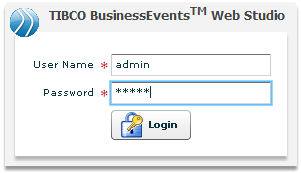 TIBCO BusinessEvents™ Web Studio
User Name * admin
Password * *****
Login